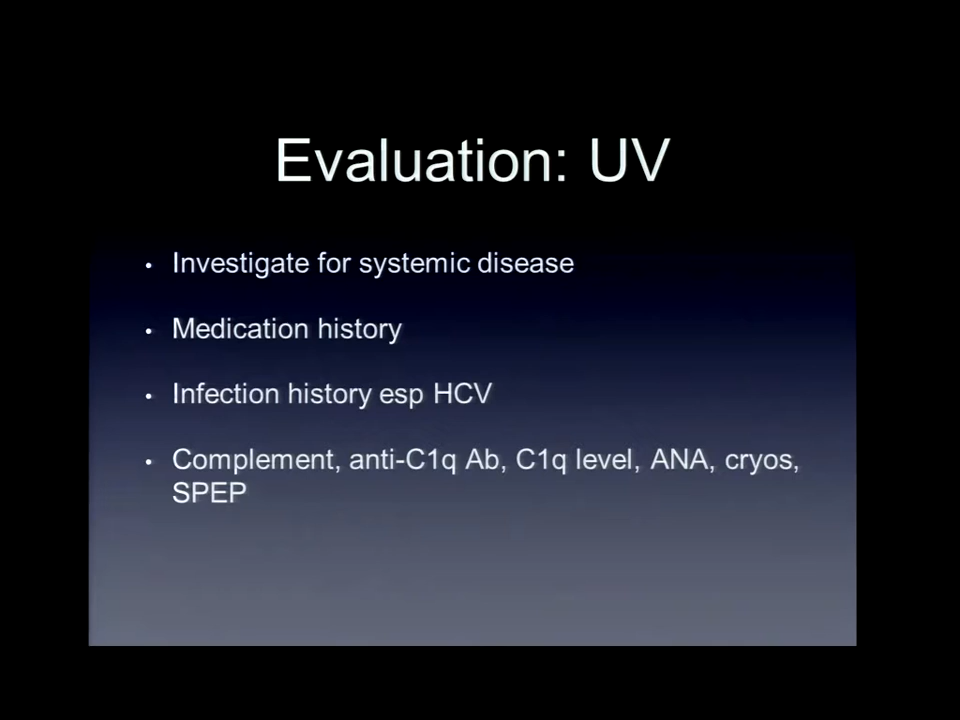 Evaluation: UV
• Investigate for systemic disease
• Medication history
• Infection history esp HCV
• Complement, anti-C1q Ab, C1q level, ANA, cryos,
SPEP